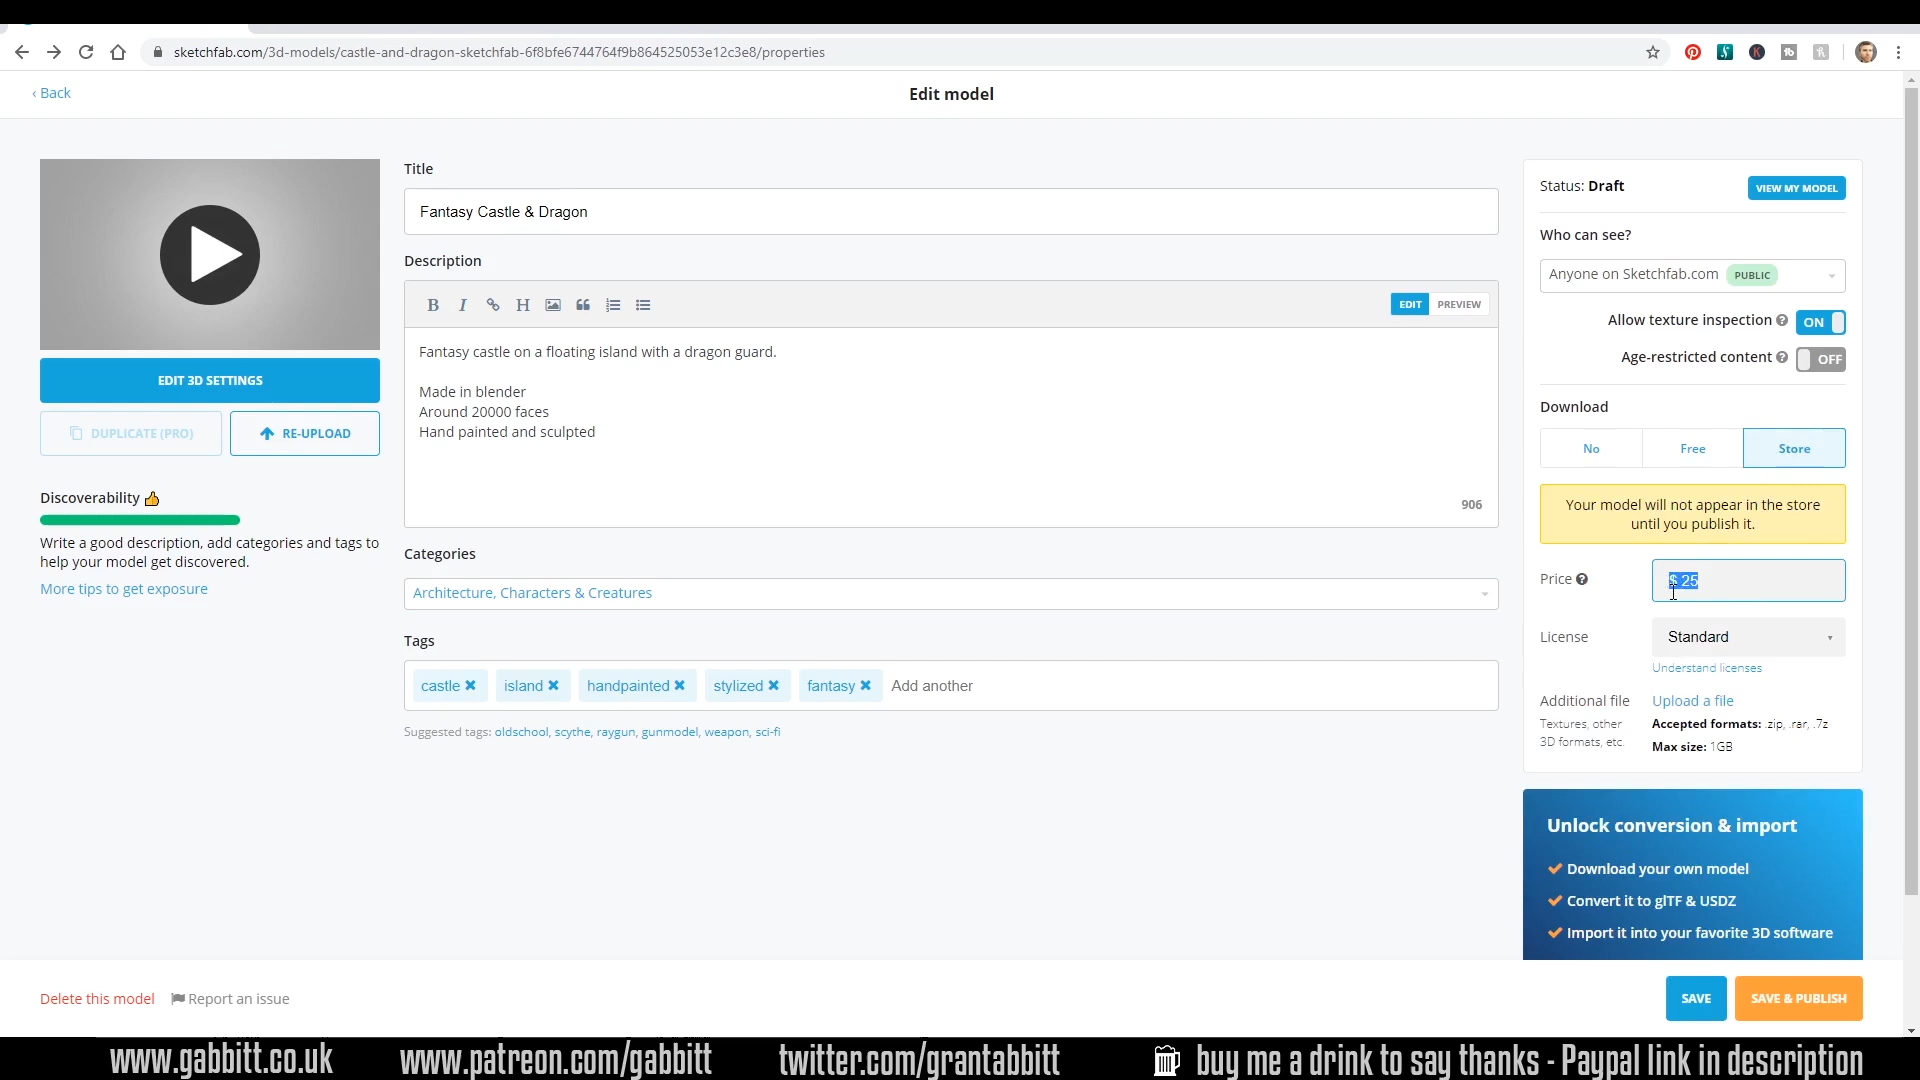 sketchfab.com/3d-models/castle-and-dragon-sketchfab-6f8bfe6744764f9b864525053e12c3e8/properties
‹ Back
Edit model
EDIT 3D SETTINGS
DUPLICATE (PRO)
RE-UPLOAD
Discoverability
Write a good description, add categories and tags to
help your model get discovered.
More tips to get exposure
Title
Fantasy Castle & Dragon
Description
B I H
EDIT PREVIEW
Fantasy castle on a floating island with a dragon guard.
Made in blender
Around 20000 faces
Hand painted and sculpted
906
Categories
Architecture, Characters & Creatures
Tags
castle island handpainted stylized fantasy Add another
Suggested tags: oldschool, scythe, raygun, gunmodel, weapon, sci-fi
Status: Draft
VIEW MY MODEL
Who can see?
Anyone on Sketchfab.com PUBLIC
Allow texture inspection ON
Age-restricted content OFF
Download
No Free Store
Your model will not appear in the store
until you publish it.
Price $ 25
License Standard
Understand licenses
Additional file Upload a file
Textures, other
3D formats, etc.
Accepted formats: .zip, .rar, .7z
Max size: 1GB
Unlock conversion & import
Download your own model
Convert it to glTF & USDZ
Import it into your favorite 3D software
Delete this model
Report an issue
SAVE
SAVE & PUBLISH
www.gabbitt.co.uk www.patreon.com/gabbitt twitter.com/grantabbitt buy me a drink to say thanks - Paypal link in description